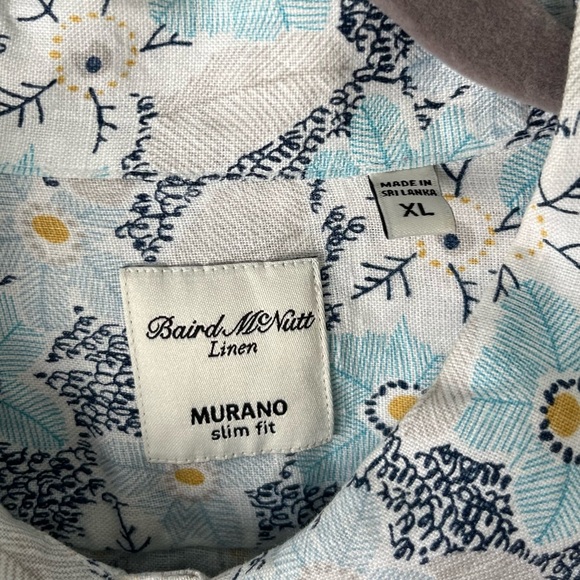 MADE IN
SRI LANKA
XL
Baird McNutt
Linen
MURANO
slim fit